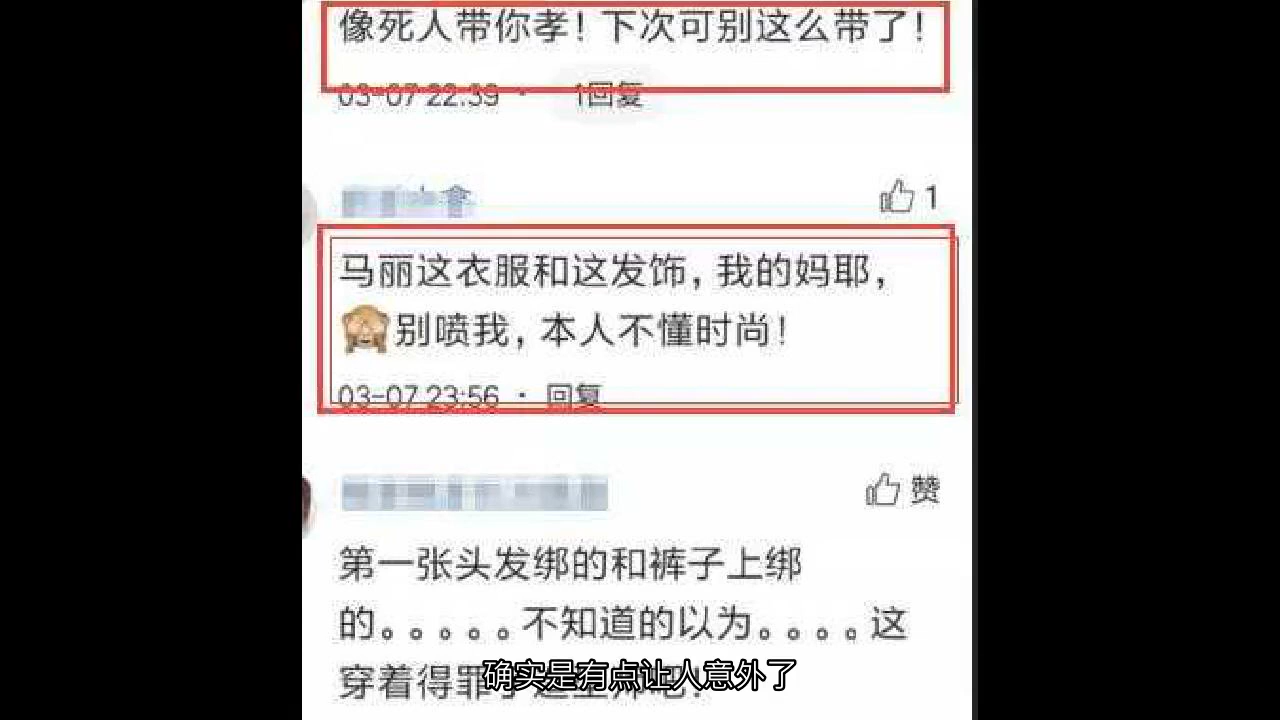 像死人带你孝！下次可别这么带了！
03-07 22:39 · 1回复
1
马丽这衣服和这发饰，我的妈耶，
🙈别喷我，本人不懂时尚！
03-07 23:56 · 回复
赞
第一张头发绑的和裤子上绑
的。。。。。不知道的以为。。。。这
穿着得罪
确实是有点让人意外了